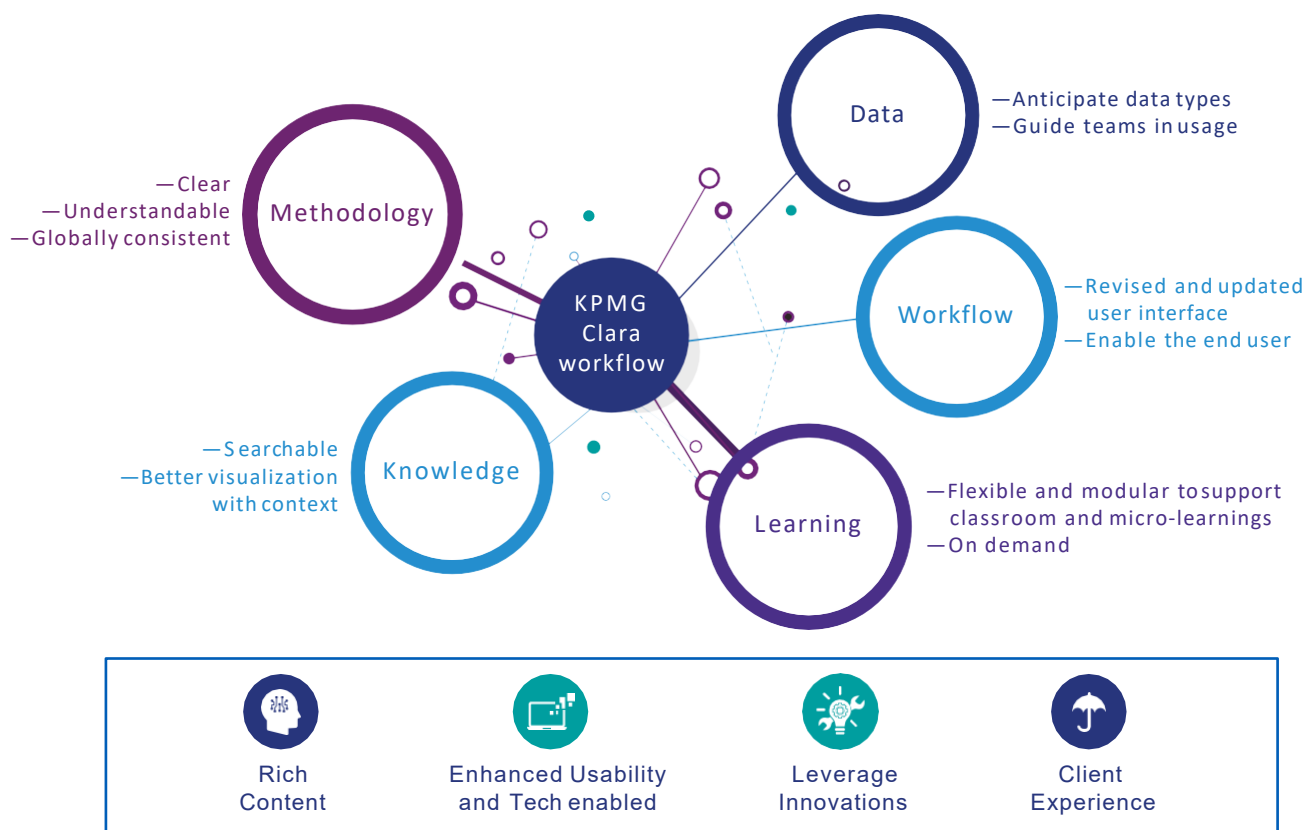 Data
—Anticipate data types
—Guide teams in usage
Methodology
—Clear
—Understandable
—Globally consistent
KPMG
Clara
workflow
Workflow
—Revised and updated
user interface
—Enable the end user
Knowledge
—Searchable
—Better visualization
with context
Learning
—Flexible and modular to support
classroom and micro-learnings
—On demand
Rich
Content
Enhanced Usability
and Tech enabled
Leverage
Innovations
Client
Experience